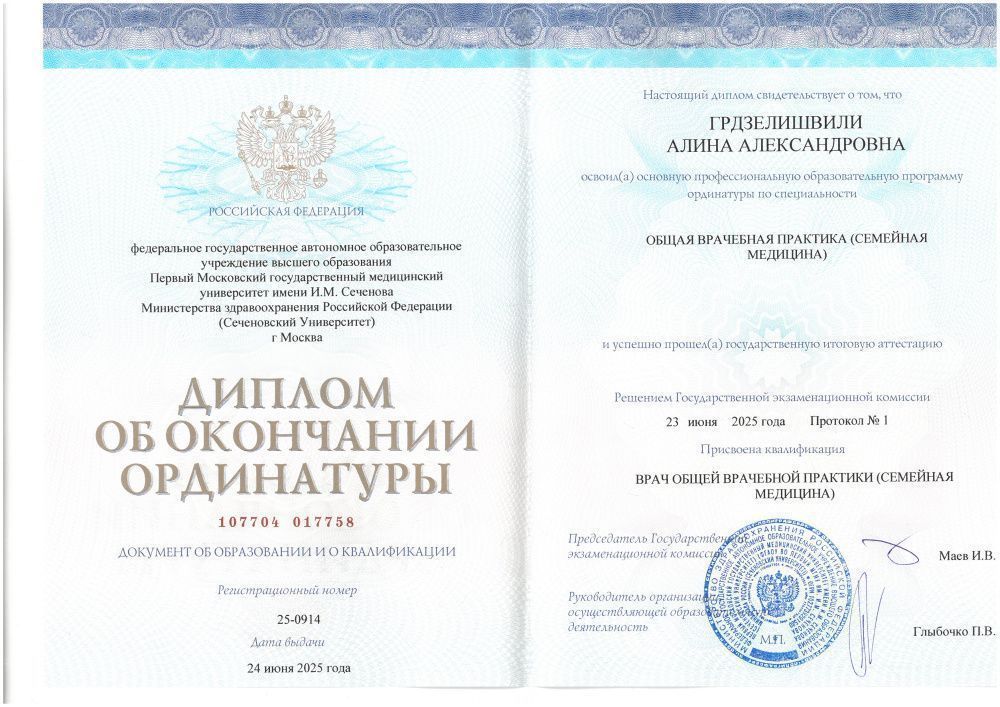 РОССИЙСКАЯ ФЕДЕРАЦИЯ
федеральное государственное автономное образовательное
учреждение высшего образования
Первый Московский государственный медицинский
университет имени И.М. Сеченова
Министерства здравоохранения Российской Федерации
(Сеченовский Университет)
г Москва
ДИПЛОМ
ОБ ОКОНЧАНИИ
ОРДИНАТУРЫ
107704 017758
ДОКУМЕНТ ОБ ОБРАЗОВАНИИ И О КВАЛИФИКАЦИИ
Регистрационный номер
25-0914
Дата выдачи
24 июня 2025 года
Настоящий диплом свидетельствует о том, что
ГРДЗЕЛИШВИЛИ
АЛИНА АЛЕКСАНДРОВНА
освоил(а) основную профессиональную образовательную программу
ординатуры по специальности
ОБЩАЯ ВРАЧЕБНАЯ ПРАКТИКА (СЕМЕЙНАЯ
МЕДИЦИНА)
и успешно прошел(а) государственную итоговую аттестацию
Решением Государственной экзаменационной комиссии
23 июня 2025 года Протокол № 1
Присвоена квалификация
ВРАЧ ОБЩЕЙ ВРАЧЕБНОЙ ПРАКТИКИ (СЕМЕЙНАЯ
МЕДИЦИНА)
Председатель Государственной
экзаменационной комиссии
Маев И.В.
Руководитель организации,
осуществляющей образовательную
деятельность
Глыбочко П.В.
М.П.